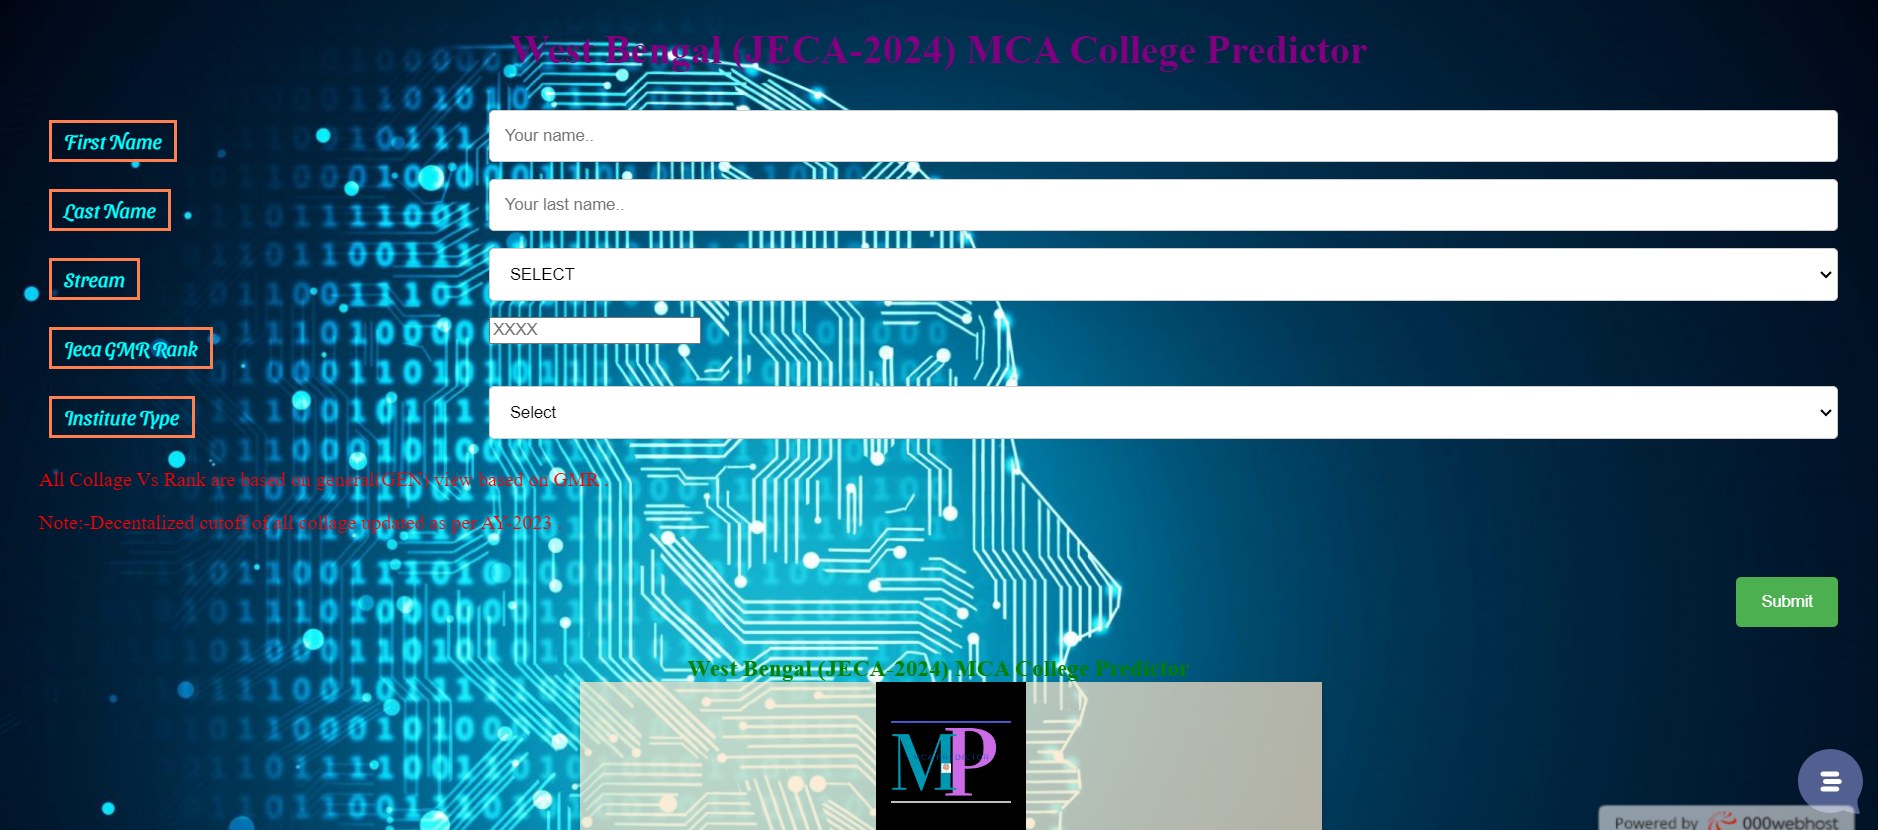 West Bengal (JECA-2024) MCA College Predictor
First Name
Your name..
Last Name
Your last name..
Stream
SELECT
Jeca GMR Rank
XXXX
Institute Type
Select
All Collage Vs Rank are based on general(GEN) view based on GMR .
Note:-Decentalized cutoff of all collage updated as per AY-2023 .
Submit
West Bengal (JECA-2024) MCA College Predictor
MP
Powered by 000webhost